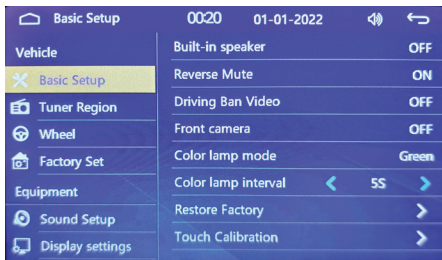 Basic Setup 00:20 01-01-2022
Vehicle
Basic Setup
Tuner Region
Wheel
Factory Set
Equipment
Sound Setup
Display settings
Built-in speaker OFF
Reverse Mute ON
Driving Ban Video OFF
Front camera OFF
Color lamp mode Green
Color lamp interval 5S
Restore Factory
Touch Calibration